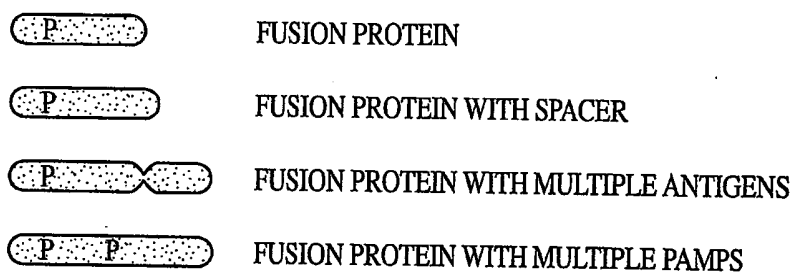 P FUSION PROTEIN
P FUSION PROTEIN WITH SPACER
P FUSION PROTEIN WITH MULTIPLE ANTIGENS
P P FUSION PROTEIN WITH MULTIPLE PAMPS